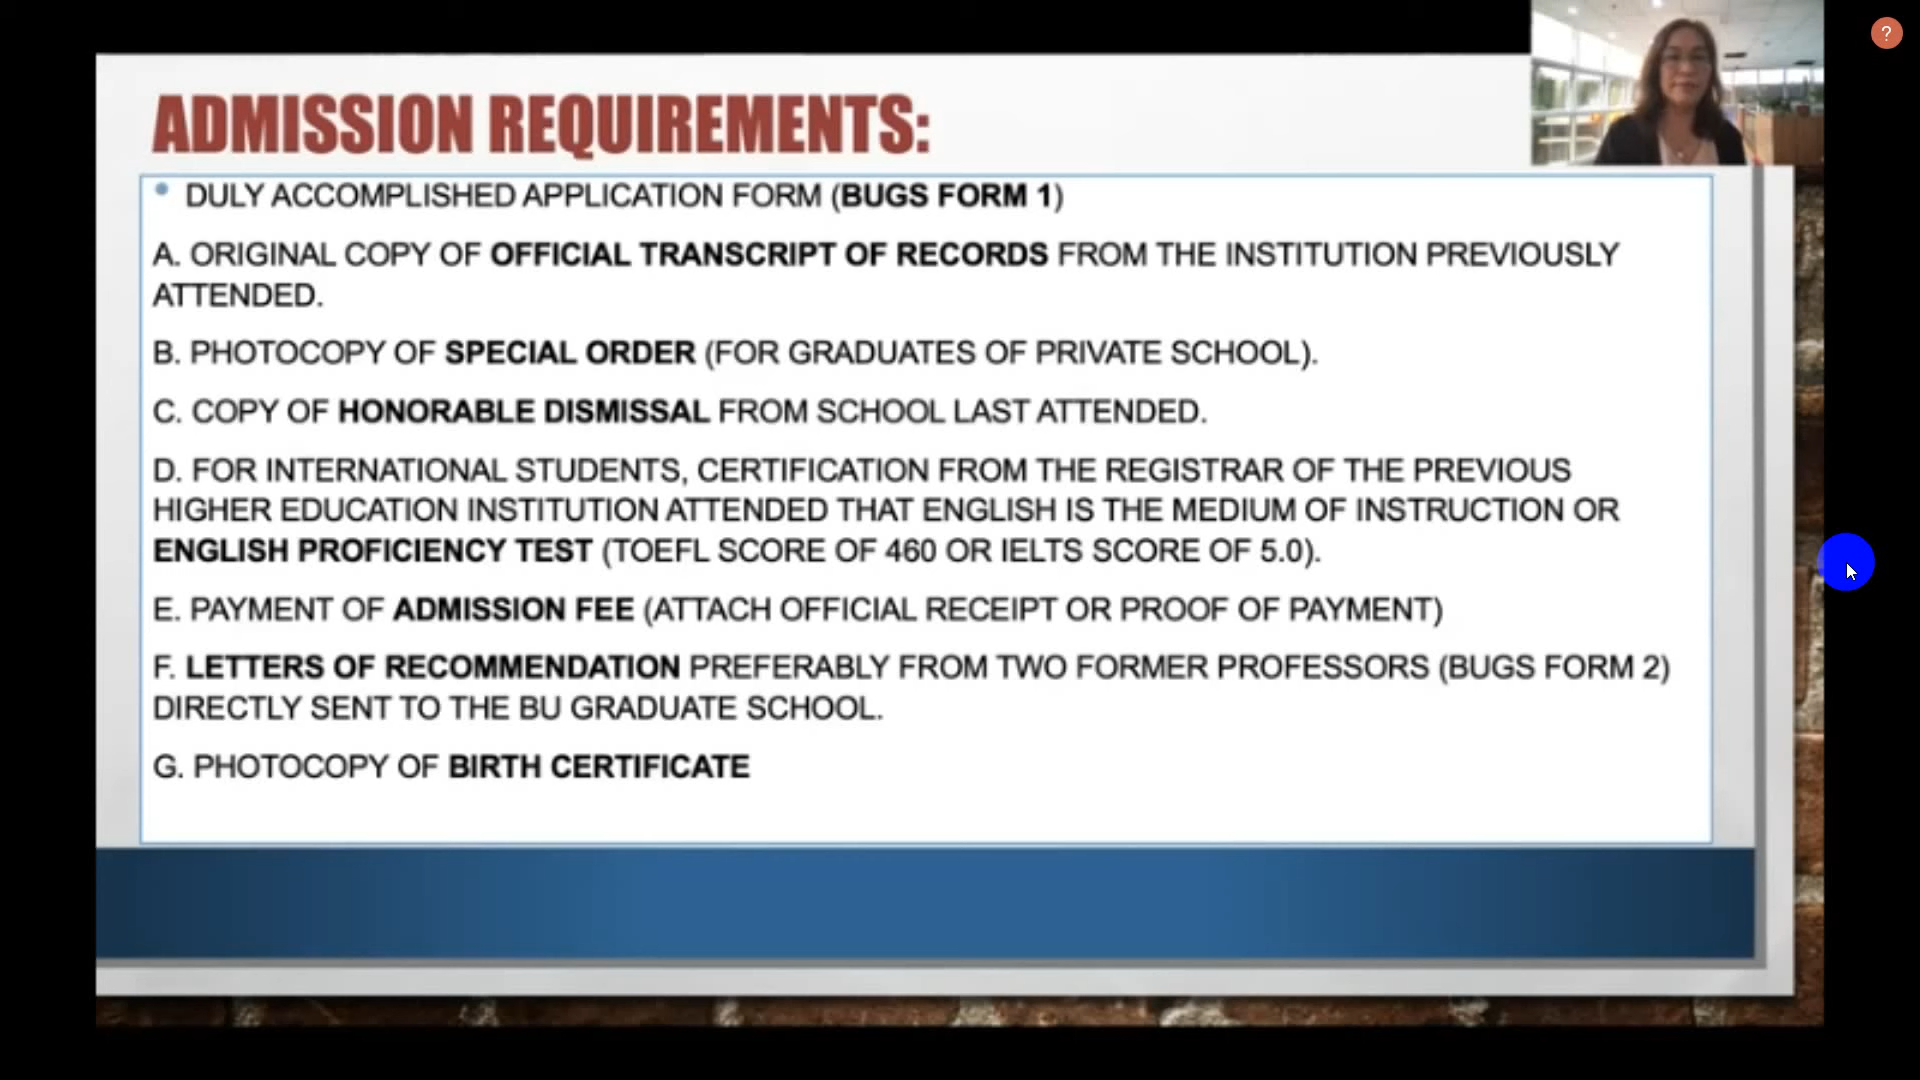 ADMISSION REQUIREMENTS:
• DULY ACCOMPLISHED APPLICATION FORM (BUGS FORM 1)
A. ORIGINAL COPY OF OFFICIAL TRANSCRIPT OF RECORDS FROM THE INSTITUTION PREVIOUSLY
ATTENDED.
B. PHOTOCOPY OF SPECIAL ORDER (FOR GRADUATES OF PRIVATE SCHOOL).
C. COPY OF HONORABLE DISMISSAL FROM SCHOOL LAST ATTENDED.
D. FOR INTERNATIONAL STUDENTS, CERTIFICATION FROM THE REGISTRAR OF THE PREVIOUS
HIGHER EDUCATION INSTITUTION ATTENDED THAT ENGLISH IS THE MEDIUM OF INSTRUCTION OR
ENGLISH PROFICIENCY TEST (TOEFL SCORE OF 460 OR IELTS SCORE OF 5.0).
E. PAYMENT OF ADMISSION FEE (ATTACH OFFICIAL RECEIPT OR PROOF OF PAYMENT)
F. LETTERS OF RECOMMENDATION PREFERABLY FROM TWO FORMER PROFESSORS (BUGS FORM 2)
DIRECTLY SENT TO THE BU GRADUATE SCHOOL.
G. PHOTOCOPY OF BIRTH CERTIFICATE
?